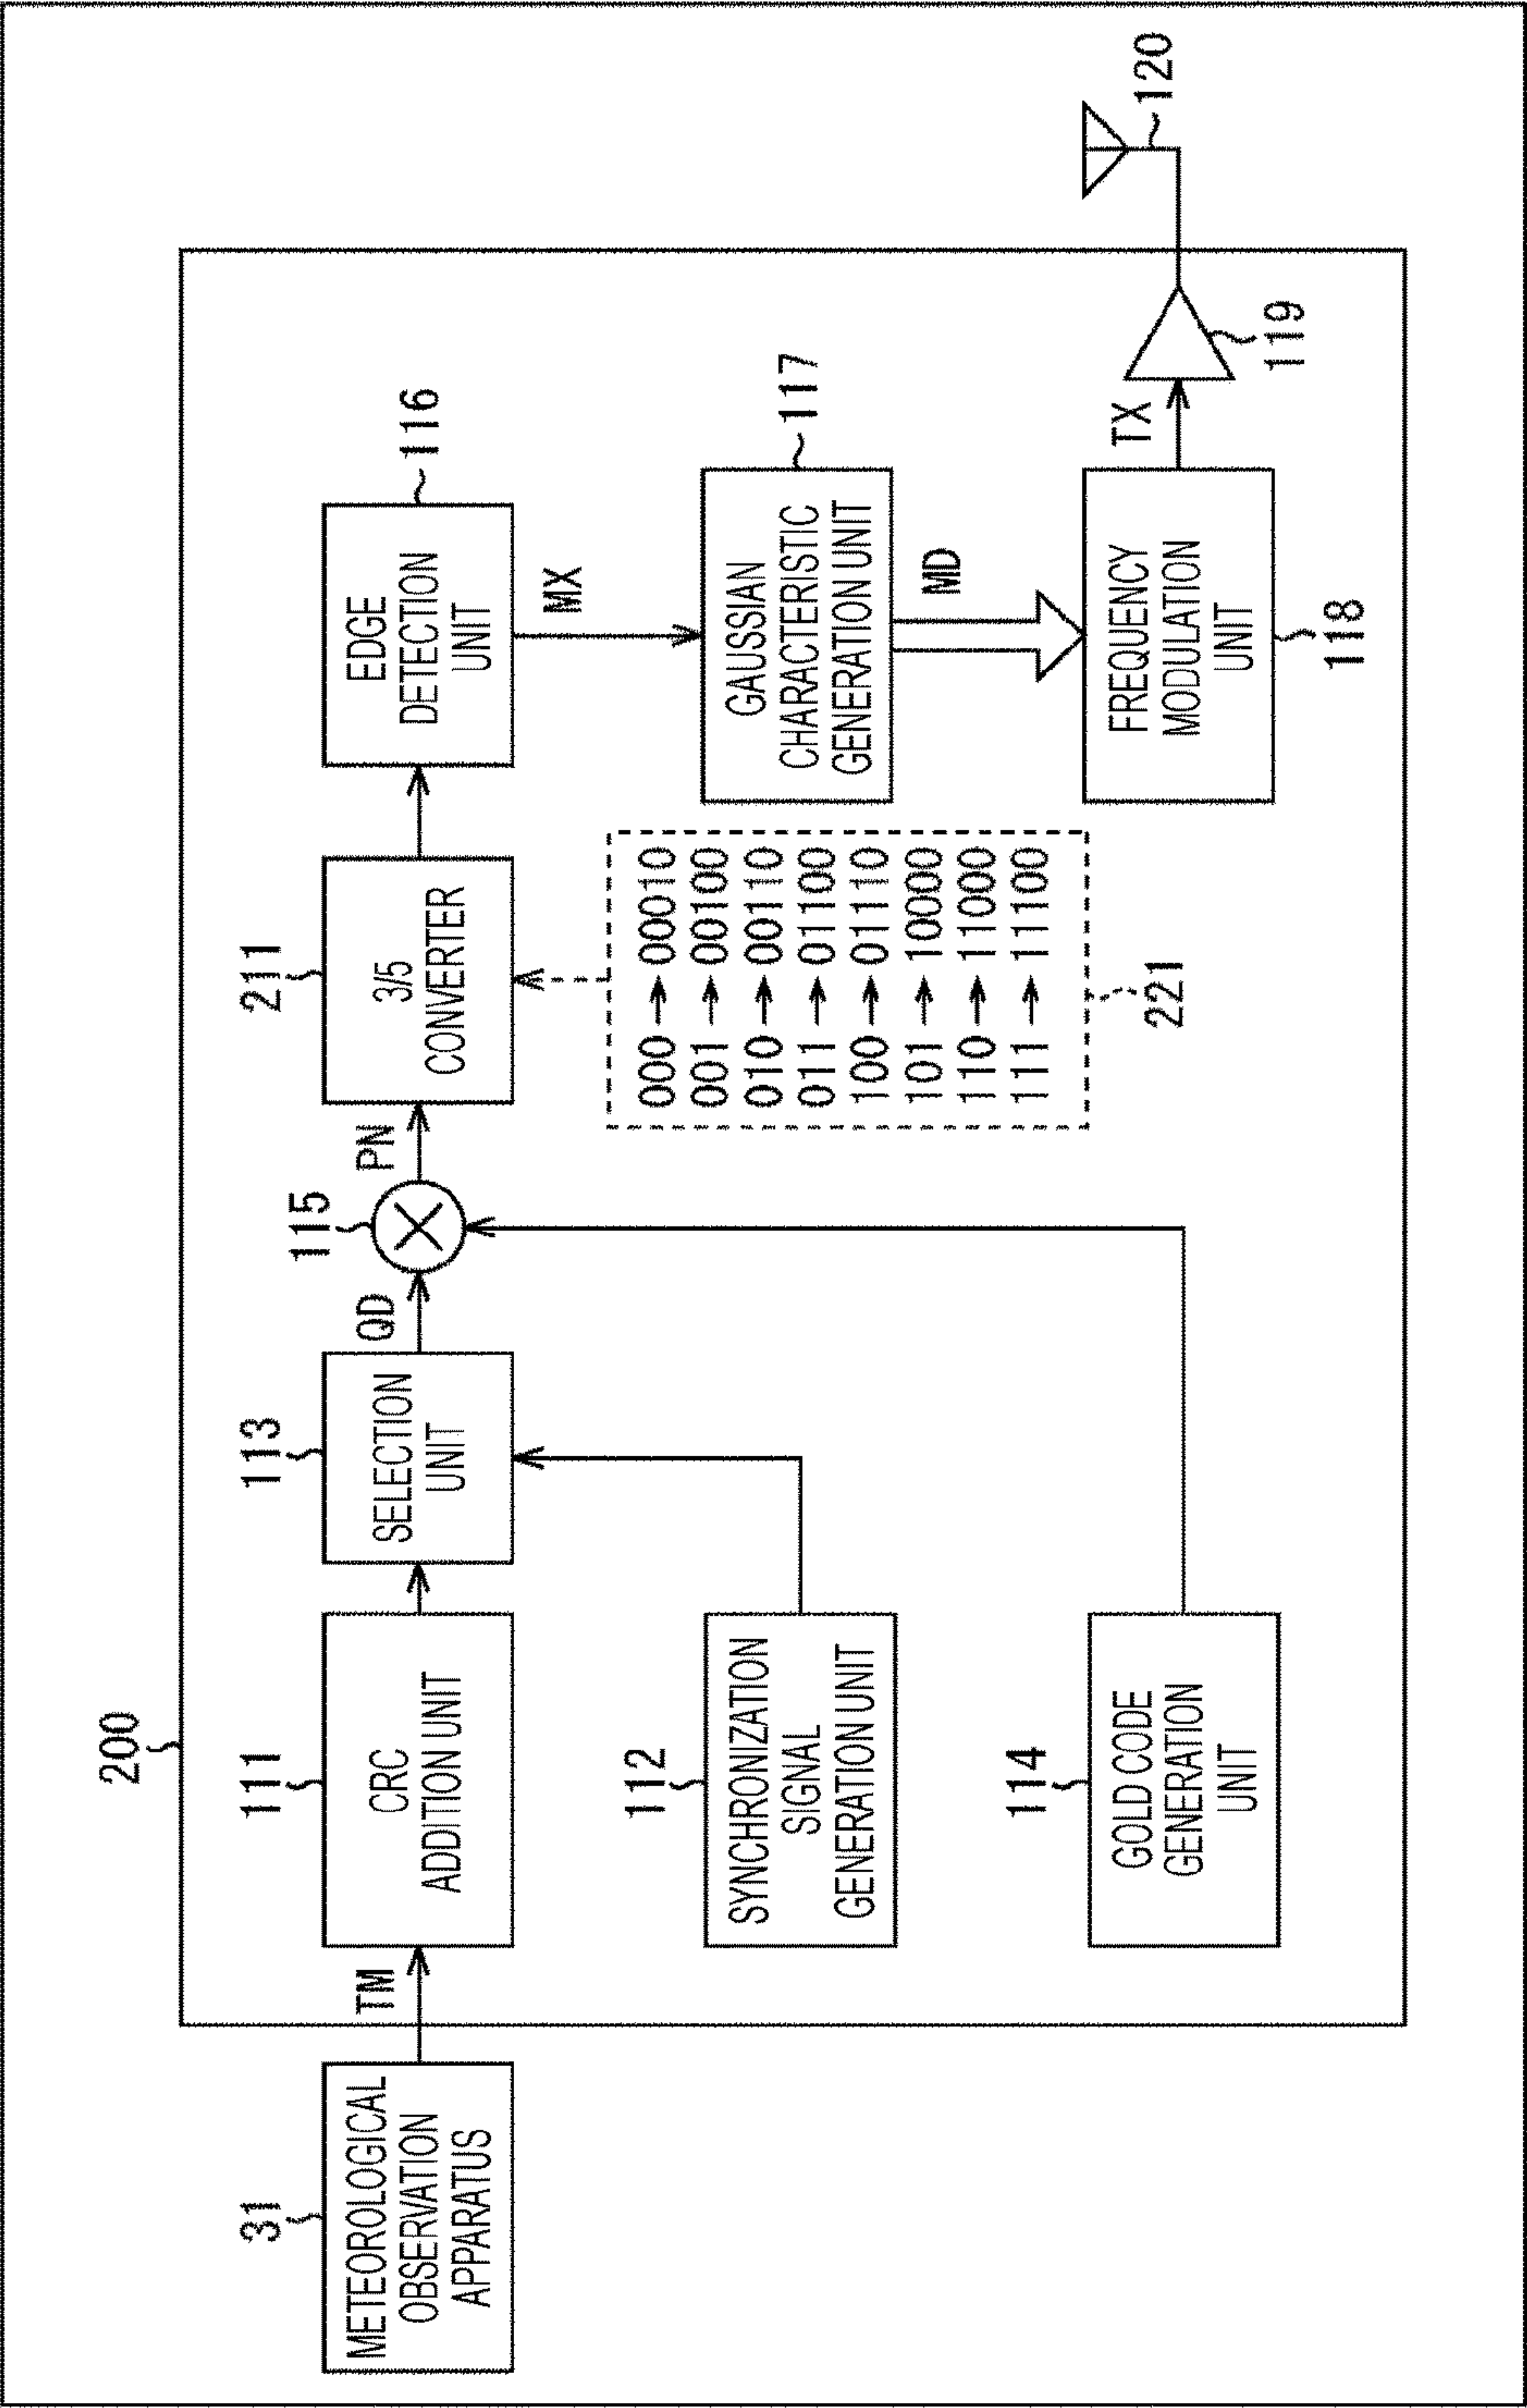 200
31
METEOROLOGICAL
OBSERVATION
APPARATUS
TM
111
CRC
ADDITION UNIT
113
SELECTION
UNIT
QD
115
PN
211
3/5
CONVERTER
116
EDGE
DETECTION
UNIT
MX
112
SYNCHRONIZATION
SIGNAL
GENERATION UNIT
000 → 00010
001 → 00100
010 → 00110
011 → 01100
100 → 01110
101 → 10000
110 → 11000
111 → 11100
221
117
GAUSSIAN
CHARACTERISTIC
GENERATION UNIT
MD
114
GOLD CODE
GENERATION
UNIT
FREQUENCY
MODULATION
UNIT
118
TX
119
120